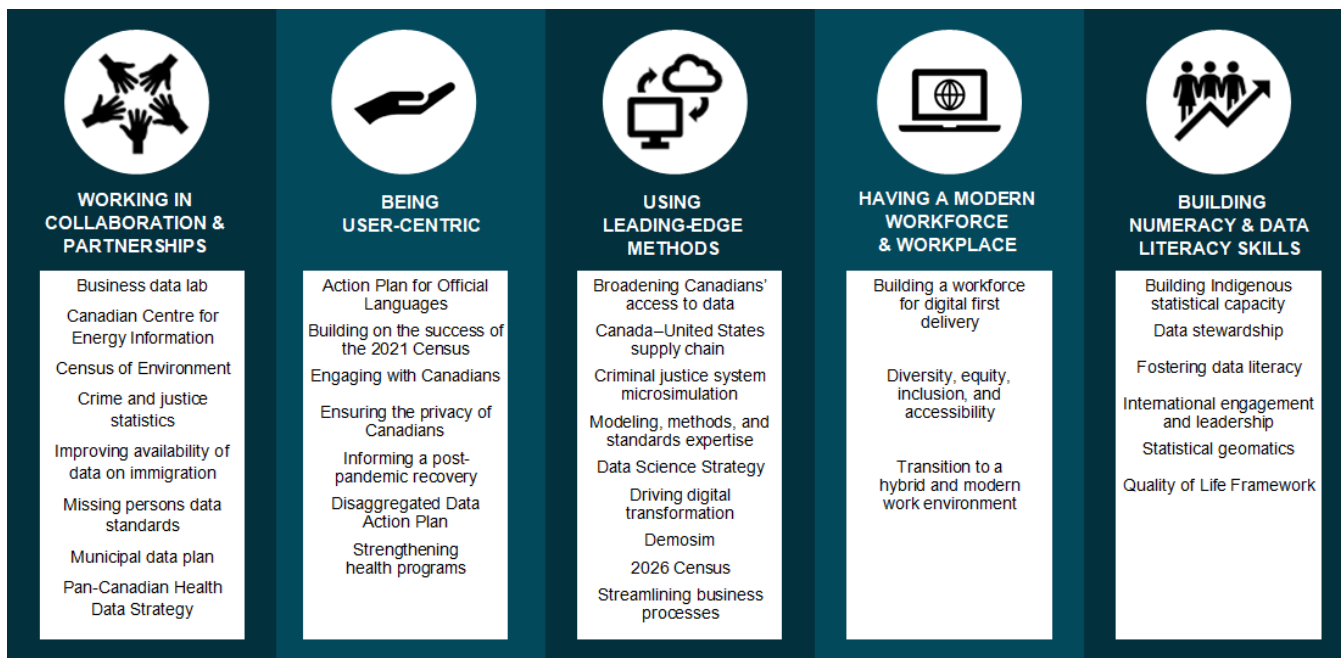 WORKING IN
COLLABORATION &
PARTNERSHIPS
Business data lab
Canadian Centre for
Energy Information
Census of Environment
Crime and justice
statistics
Improving availability of
data on immigration
Missing persons data
standards
Municipal data plan
Pan-Canadian Health
Data Strategy
BEING
USER-CENTRIC
Action Plan for Official
Languages
Building on the success of
the 2021 Census
Engaging with Canadians
Ensuring the privacy of
Canadians
Informing a post-
pandemic recovery
Disaggregated Data
Action Plan
Strengthening
health programs
USING
LEADING-EDGE
METHODS
Broadening Canadians’
access to data
Canada–United States
supply chain
Criminal justice system
microsimulation
Modeling, methods, and
standards expertise
Data Science Strategy
Driving digital
transformation
Demosim
2026 Census
Streamlining business
processes
HAVING A MODERN
WORKFORCE
& WORKPLACE
Building a workforce
for digital first
delivery
Diversity, equity,
inclusion, and
accessibility
Transition to a
hybrid and modern
work environment
BUILDING
NUMERACY & DATA
LITERACY SKILLS
Building Indigenous
statistical capacity
Data stewardship
Fostering data literacy
International engagement
and leadership
Statistical geomatics
Quality of Life Framework